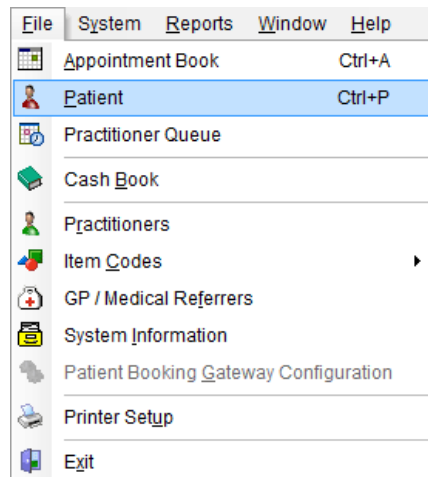 File System Reports Window Help
Appointment Book Ctrl+A
Patient Ctrl+P
Practitioner Queue
Cash Book
Practitioners
Item Codes
GP / Medical Referrers
System Information
Patient Booking Gateway Configuration
Printer Setup
Exit